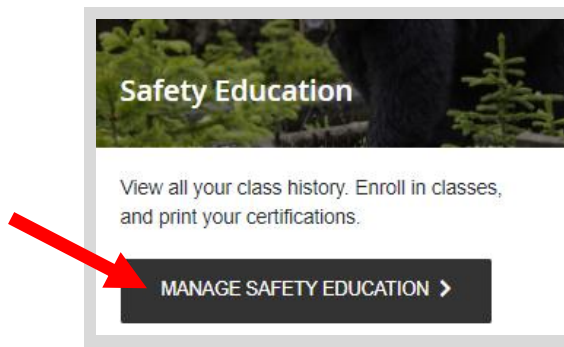 Safety Education
View all your class history. Enroll in classes,
and print your certifications.
MANAGE SAFETY EDUCATION >